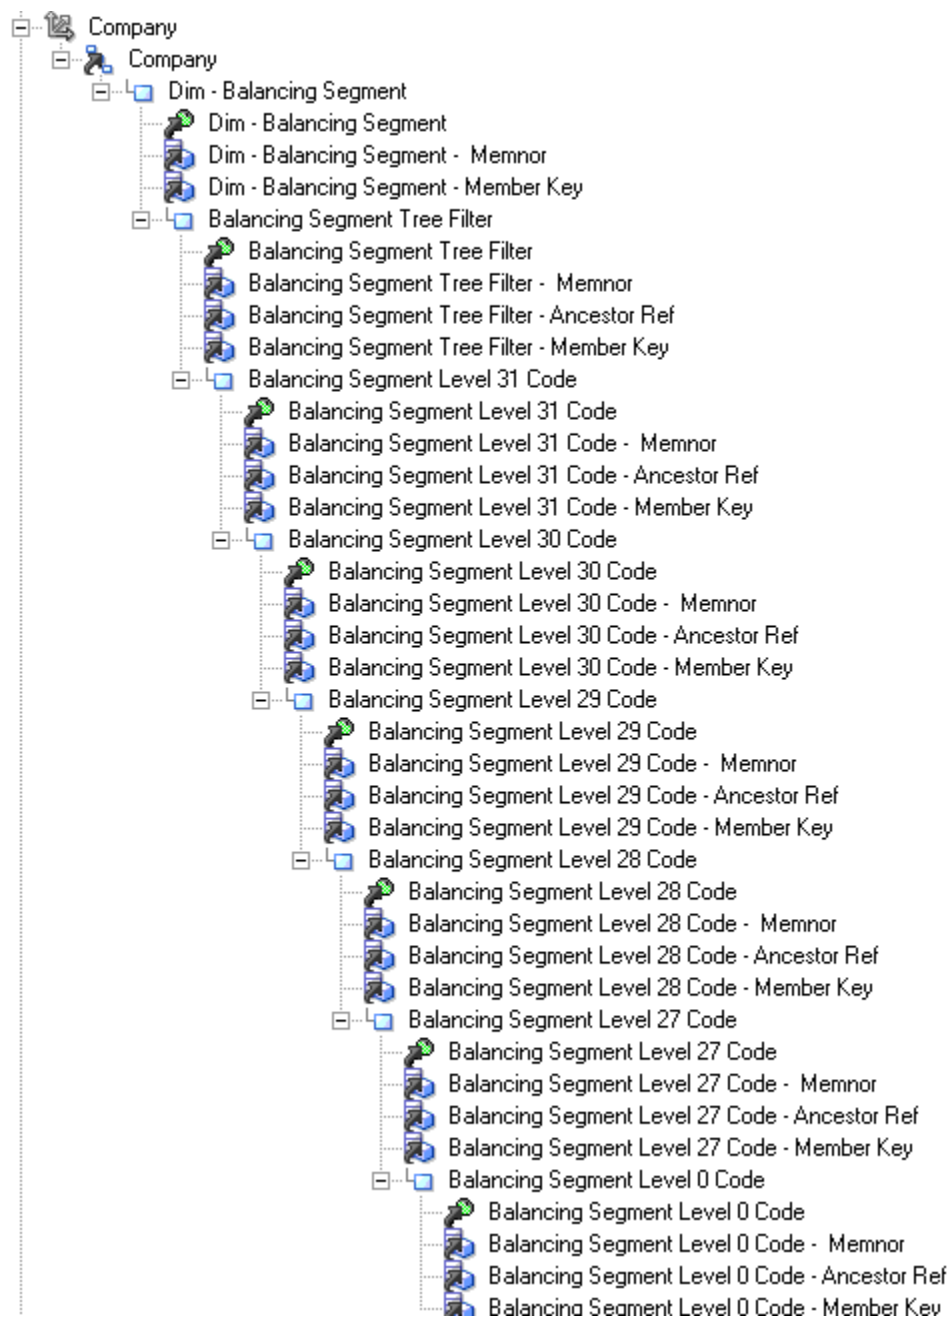 Company
Company
Dim - Balancing Segment
Dim - Balancing Segment
Dim - Balancing Segment -  Memnor
Dim - Balancing Segment - Member Key
Balancing Segment Tree Filter
Balancing Segment Tree Filter
Balancing Segment Tree Filter -  Memnor
Balancing Segment Tree Filter - Ancestor Ref
Balancing Segment Tree Filter - Member Key
Balancing Segment Level 31 Code
Balancing Segment Level 31 Code
Balancing Segment Level 31 Code -  Memnor
Balancing Segment Level 31 Code - Ancestor Ref
Balancing Segment Level 31 Code - Member Key
Balancing Segment Level 30 Code
Balancing Segment Level 30 Code
Balancing Segment Level 30 Code -  Memnor
Balancing Segment Level 30 Code - Ancestor Ref
Balancing Segment Level 30 Code - Member Key
Balancing Segment Level 29 Code
Balancing Segment Level 29 Code
Balancing Segment Level 29 Code -  Memnor
Balancing Segment Level 29 Code - Ancestor Ref
Balancing Segment Level 29 Code - Member Key
Balancing Segment Level 28 Code
Balancing Segment Level 28 Code
Balancing Segment Level 28 Code -  Memnor
Balancing Segment Level 28 Code - Ancestor Ref
Balancing Segment Level 28 Code - Member Key
Balancing Segment Level 27 Code
Balancing Segment Level 27 Code
Balancing Segment Level 27 Code -  Memnor
Balancing Segment Level 27 Code - Ancestor Ref
Balancing Segment Level 27 Code - Member Key
Balancing Segment Level 0 Code
Balancing Segment Level 0 Code
Balancing Segment Level 0 Code -  Memnor
Balancing Segment Level 0 Code - Ancestor Ref
Balancing Segment Level 0 Code - Member Key